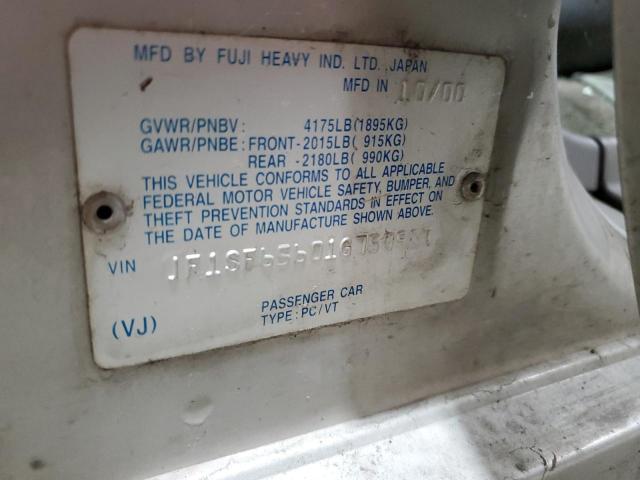 MFD BY FUJI HEAVY IND. LTD. JAPAN
MFD IN 10/00
GVWR/PNBV: 4175LB(1895KG)
GAWR/PNBE: FRONT-2015LB( 915KG)
REAR -2180LB( 990KG)
THIS VEHICLE CONFORMS TO ALL APPLICABLE
FEDERAL MOTOR VEHICLE SAFETY, BUMPER, AND
THEFT PREVENTION STANDARDS IN EFFECT ON
THE DATE OF MANUFACTURE SHOWN ABOVE.
VIN
PASSENGER CAR
(VJ) TYPE: PC/VT